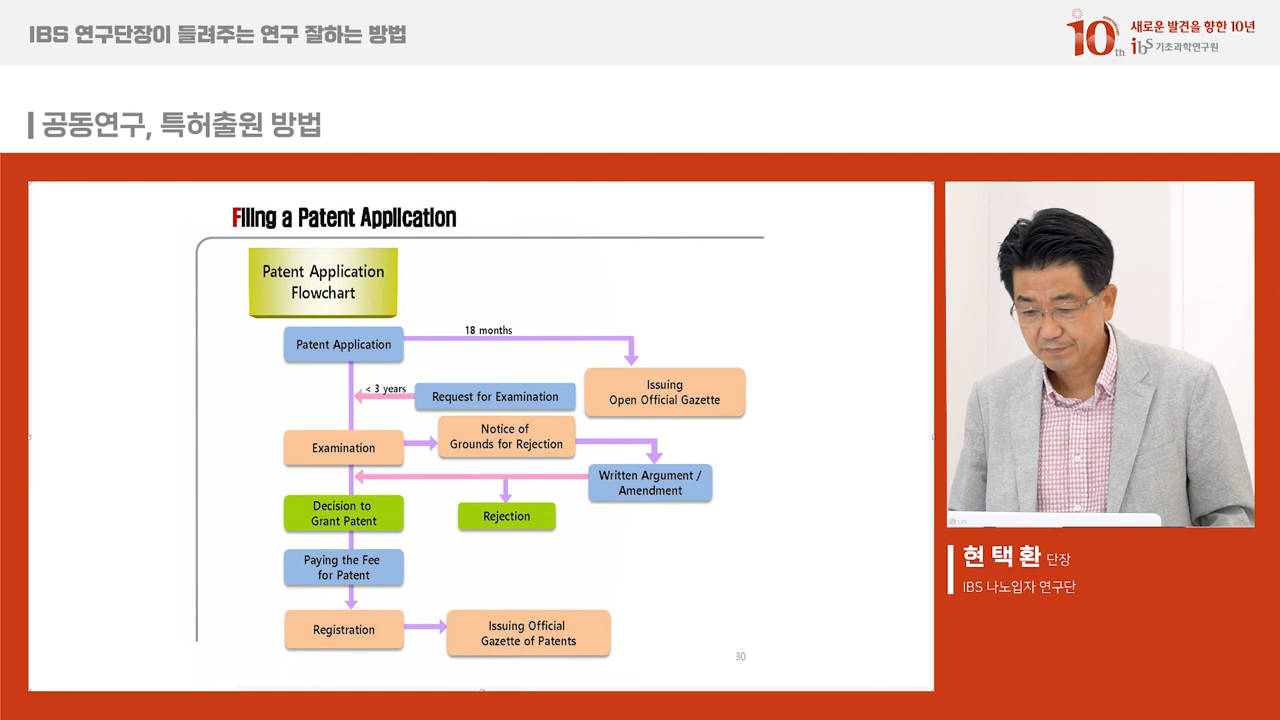 IBS 연구단장이 들려주는 연구 잘하는 방법
10th
ANNIVERSARY
새로운 발견을 향한 10년
ibS 기초과학연구원
공동연구, 특허출원 방법
Filing a Patent Application
Patent Application
Flowchart
Patent Application
18 months
Issuing
Open Official Gazette
< 3 years
Request for Examination
Examination
Notice of
Grounds for Rejection
Written Argument /
Amendment
Decision to
Grant Patent
Rejection
Paying the Fee
for Patent
Registration
Issuing Official
Gazette of Patents
30
LG
현택환 단장
IBS 나노입자 연구단